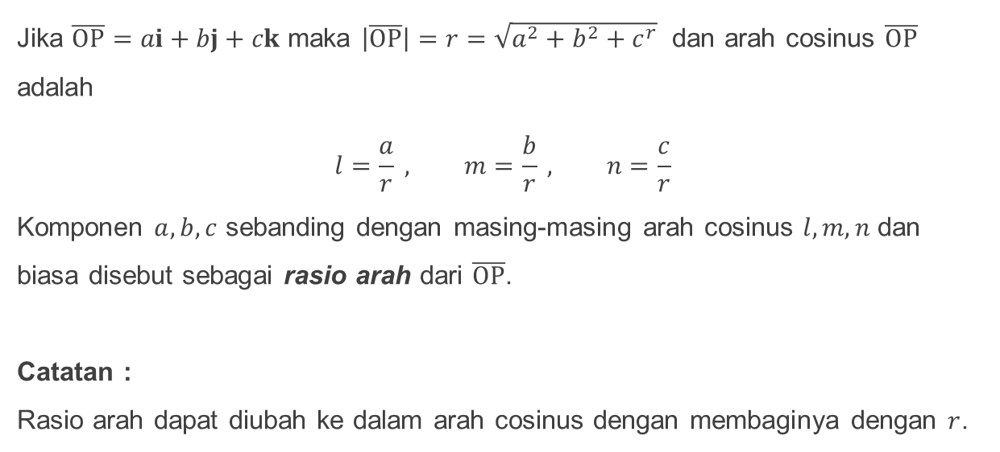 Jika $\overline{\mathrm{OP}} = a\mathbf{i} + b\mathbf{j} + c\mathbf{k}$ maka $|\overline{\mathrm{OP}}| = r = \sqrt{a^2 + b^2 + c^r}$ dan arah cosinus $\overline{\mathrm{OP}}$
adalah
$l = \frac{a}{r}, \quad m = \frac{b}{r}, \quad n = \frac{c}{r}$
Komponen $a, b, c$ sebanding dengan masing-masing arah cosinus $l, m, n$ dan
biasa disebut sebagai rasio arah dari $\overline{\mathrm{OP}}$.
Catatan :
Rasio arah dapat diubah ke dalam arah cosinus dengan membaginya dengan $r$.